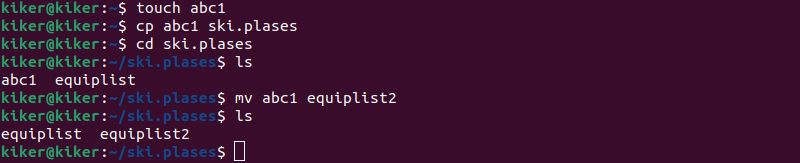 kiker@kiker:~$ touch abc1
kiker@kiker:~$ cp abc1 ski.plases
kiker@kiker:~$ cd ski.plases
kiker@kiker:~/ski.plases$ ls
abc1  equiplist
kiker@kiker:~/ski.plases$ mv abc1 equiplist2
kiker@kiker:~/ski.plases$ ls
equiplist  equiplist2
kiker@kiker:~/ski.plases$